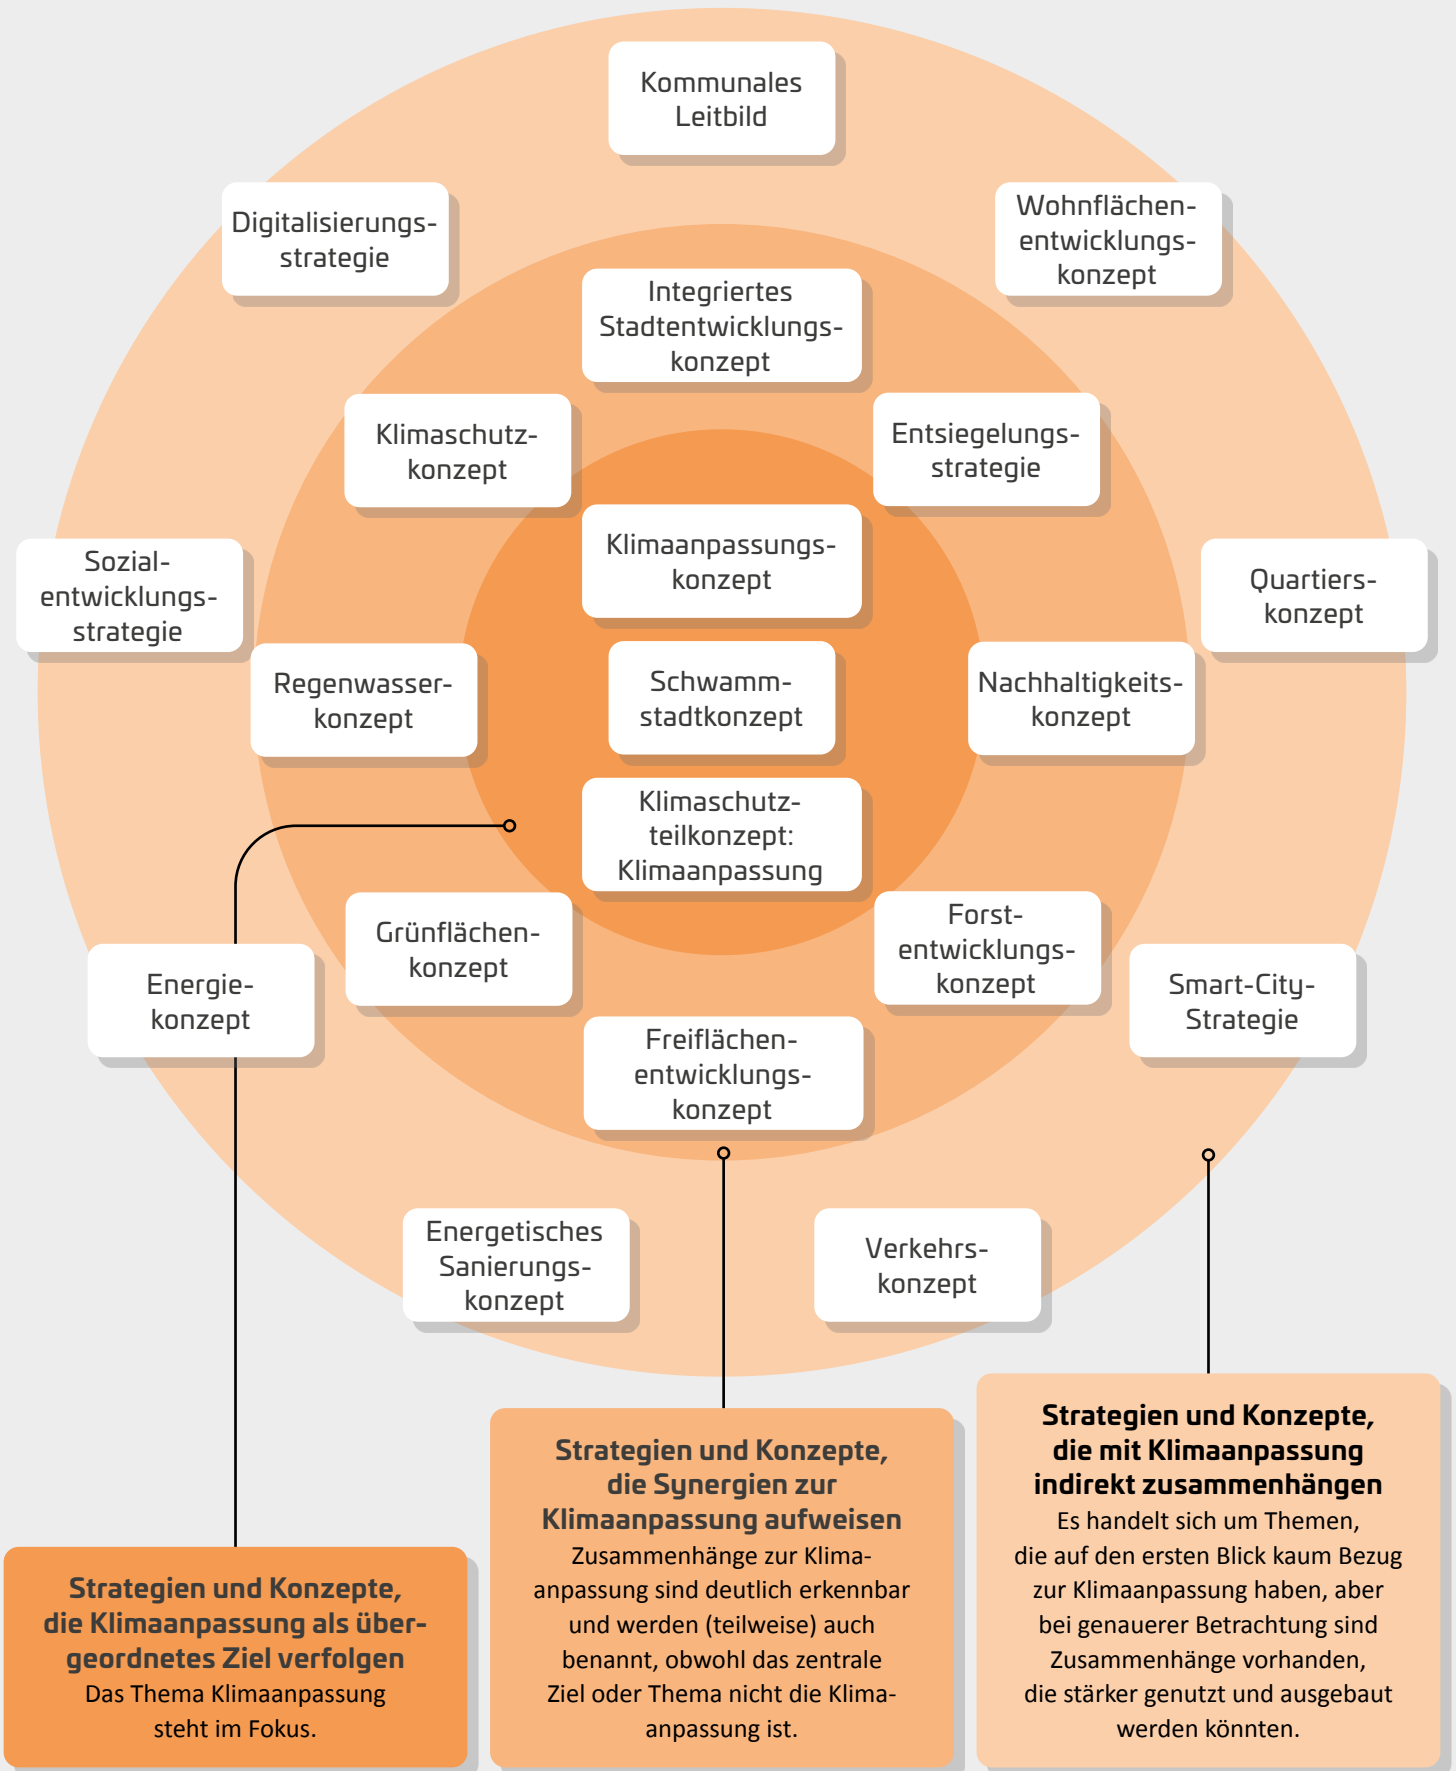 Kommunales
Leitbild
Digitalisierungs-
strategie
Wohnflächen-
entwicklungs-
konzept
Integriertes
Stadtentwicklungs-
konzept
Klimaschutz-
konzept
Entsiegelungs-
strategie
Klimaanpassungs-
konzept
Sozial-
entwicklungs-
strategie
Quartiers-
konzept
Regenwasser-
konzept
Schwamm-
stadtkonzept
Nachhaltigkeits-
konzept
Klimaschutz-
teilkonzept:
Klimaanpassung
Grünflächen-
konzept
Forst-
entwicklungs-
konzept
Energie-
konzept
Smart-City-
Strategie
Freiflächen-
entwicklungs-
konzept
Energetisches
Sanierungs-
konzept
Verkehrs-
konzept
Strategien und Konzepte,
die Klimaanpassung als über-
geordnetes Ziel verfolgen
Das Thema Klimaanpassung
steht im Fokus.
Strategien und Konzepte,
die Synergien zur
Klimaanpassung aufweisen
Zusammenhänge zur Klima-
anpassung sind deutlich erkennbar
und werden (teilweise) auch
benannt, obwohl das zentrale
Ziel oder Thema nicht die Klima-
anpassung ist.
Strategien und Konzepte,
die mit Klimaanpassung
indirekt zusammenhängen
Es handelt sich um Themen,
die auf den ersten Blick kaum Bezug
zur Klimaanpassung haben, aber
bei genauerer Betrachtung sind
Zusammenhänge vorhanden,
die stärker genutzt und ausgebaut
werden könnten.